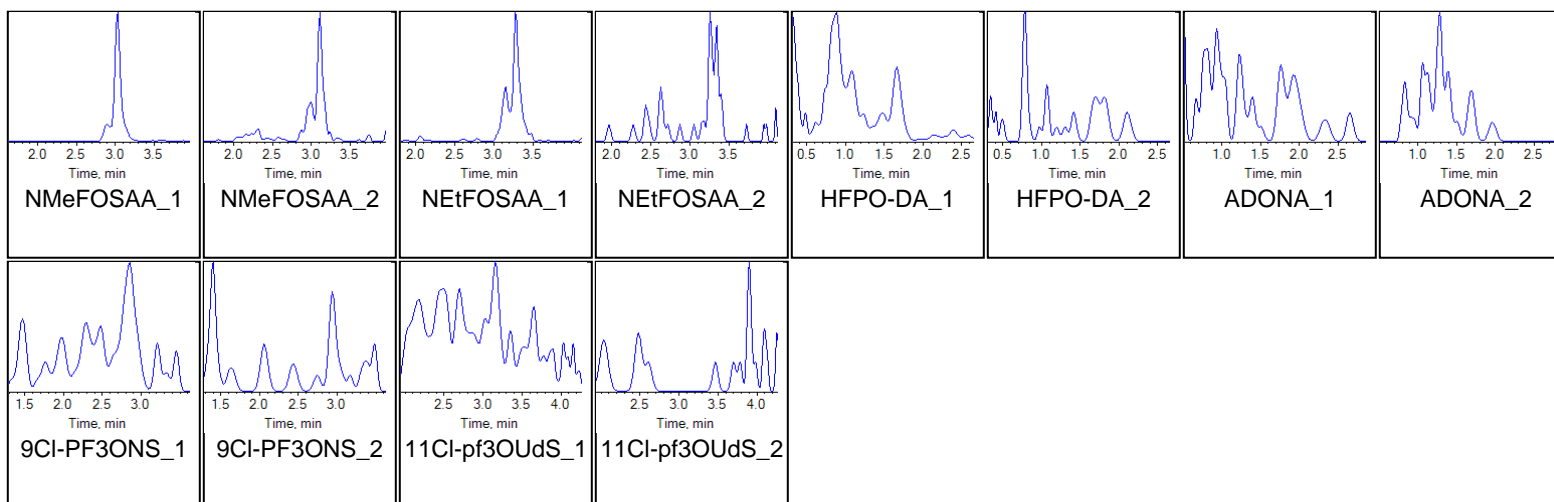 2.0 2.5 3.0 3.5
Time, min
NMeFOSAA_1
2.0 2.5 3.0 3.5
Time, min
NMeFOSAA_2
2.0 2.5 3.0 3.5
Time, min
NEtFOSAA_1
2.0 2.5 3.0 3.5
Time, min
NEtFOSAA_2
0.5 1.0 1.5 2.0 2.5
Time, min
HFPO-DA_1
0.5 1.0 1.5 2.0 2.5
Time, min
HFPO-DA_2
1.0 1.5 2.0 2.5
Time, min
ADONA_1
1.0 1.5 2.0 2.5
Time, min
ADONA_2
1.5 2.0 2.5 3.0
Time, min
9Cl-PF3ONS_1
1.5 2.0 2.5 3.0
Time, min
9Cl-PF3ONS_2
2.5 3.0 3.5 4.0
Time, min
11Cl-pf3OUdS_1
2.5 3.0 3.5 4.0
Time, min
11Cl-pf3OUdS_2